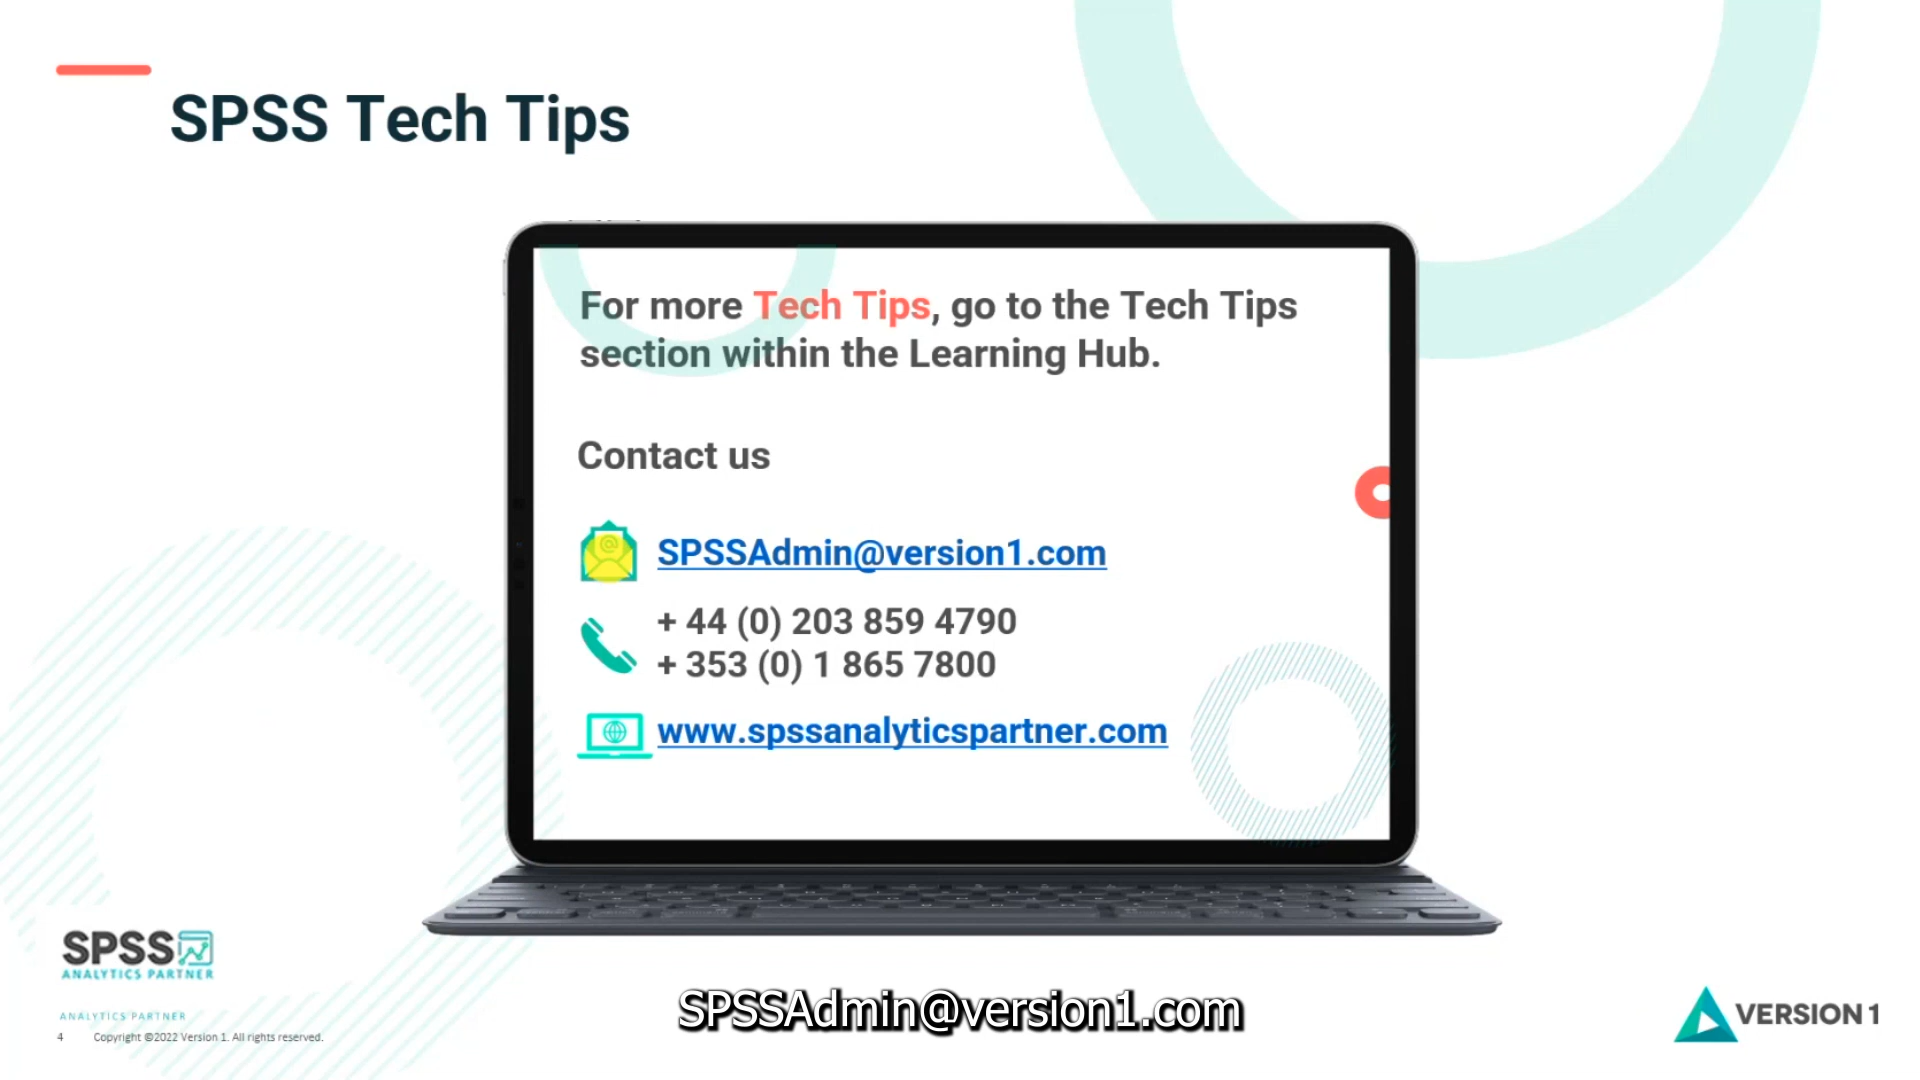 SPSS Tech Tips
For more Tech Tips, go to the Tech Tips
section within the Learning Hub.
Contact us
@
SPSSAdmin@version1.com
+ 44 (0) 203 859 4790
+ 353 (0) 1 865 7800
www.spssanalyticspartner.com
SPSS
ANALYTICS PARTNER
ANALYTICS PARTNER
4 Copyright ©2022 Version 1. All rights reserved.
SPSSAdmin@version1.com
VERSION 1